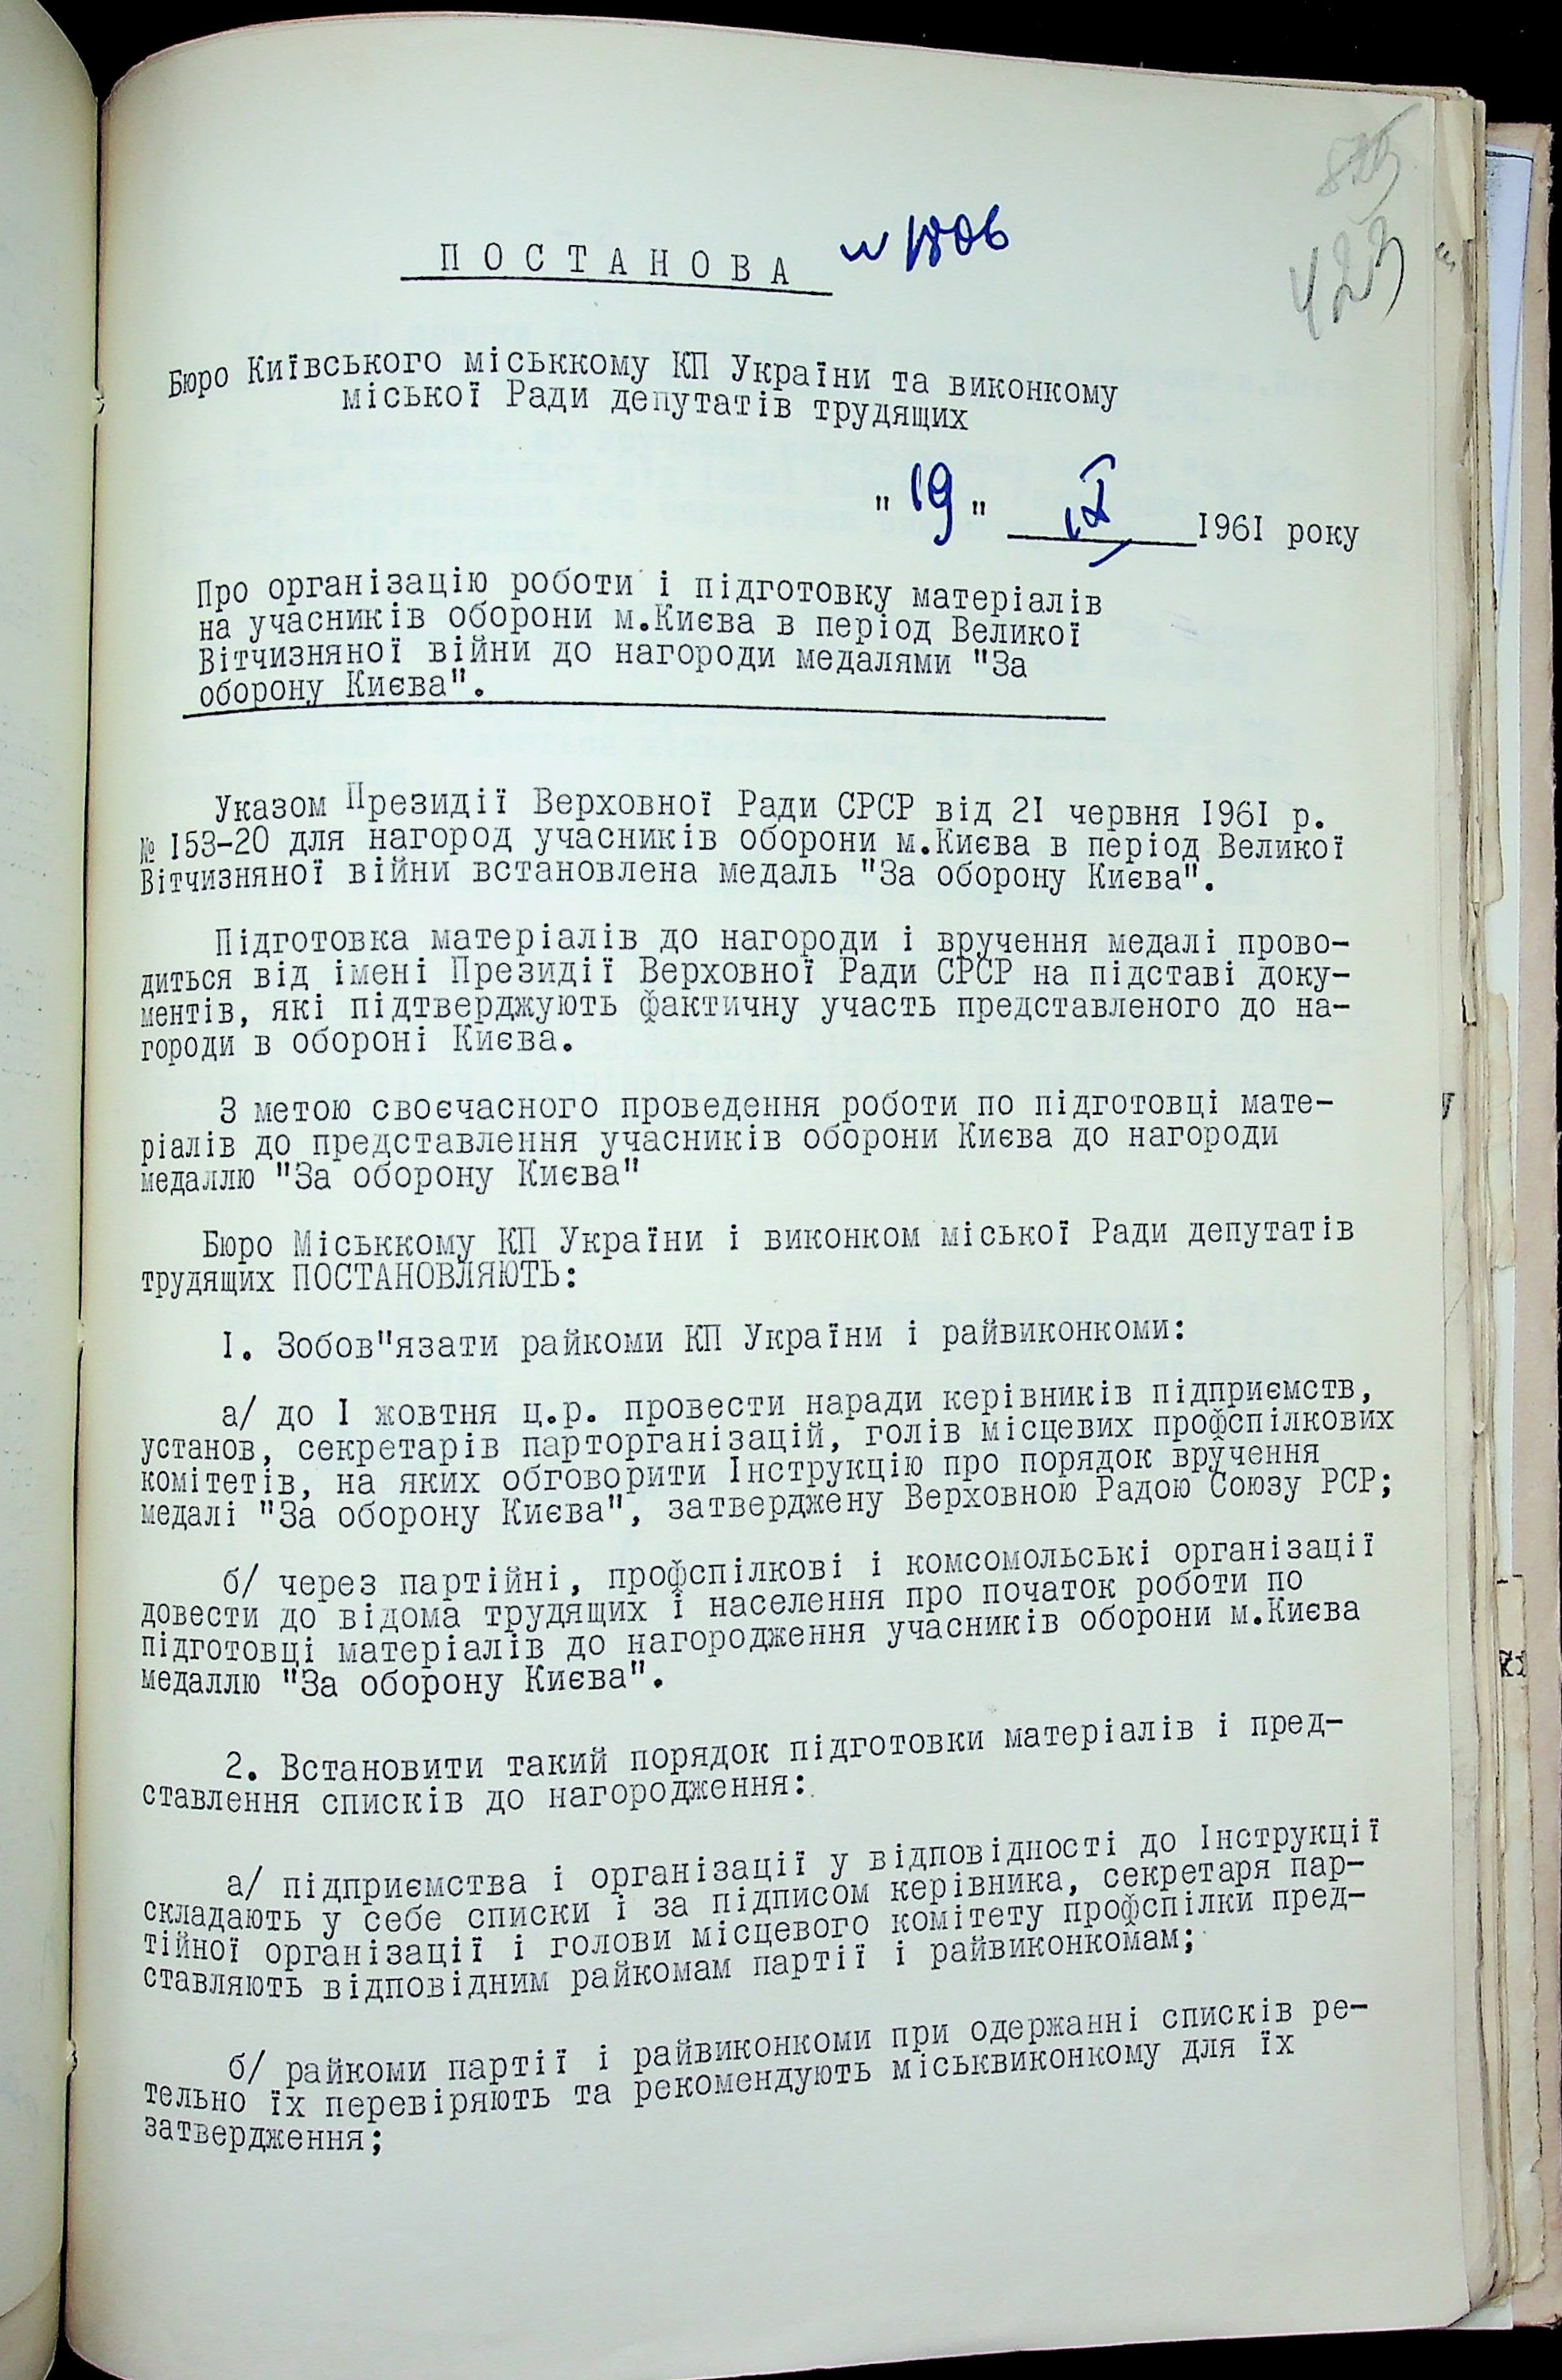 423
ПОСТАНОВА № 1806
Бюро Київського міськкому КП України та виконкому
міської Ради депутатів трудящих
"19" IX 1961 року
Про організацію роботи і підготовку матеріалів
на учасників оборони м.Києва в період Великої
Вітчизняної війни до нагороди медалями "За
оборону Києва".
Указом Президії Верховної Ради СРСР від 21 червня 1961 р.
№ 153-20 для нагород учасників оборони м.Києва в період Великої
Вітчизняної війни встановлена медаль "За оборону Києва".
Підготовка матеріалів до нагороди і вручення медалі прово-
диться від імені Президії Верховної Ради СРСР на підставі доку-
ментів, які підтверджують фактичну участь представленого до на-
городи в обороні Києва.
З метою своєчасного проведення роботи по підготовці мате-
ріалів до представлення учасників оборони Києва до нагороди
медаллю "За оборону Києва"
Бюро Міськкому КП України і виконком міської Ради депутатів
трудящих ПОСТАНОВЛЯЮТЬ:
I. Зобов"язати райкоми КП України і райвиконкоми:
а/ до I жовтня ц.р. провести наради керівників підприємств,
установ, секретарів парторганізацій, голів місцевих профспілкових
комітетів, на яких обговорити Інструкцію про порядок вручення
медалі "За оборону Києва", затверджену Верховною Радою Союзу РСР;
б/ через партійні, профспілкові і комсомольські організації
довести до відома трудящих і населення про початок роботи по
підготовці матеріалів до нагородження учасників оборони м.Києва
медаллю "За оборону Києва".
2. Встановити такий порядок підготовки матеріалів і пред-
ставлення списків до нагородження:
а/ підприємства і організації у відповідності до Інструкції
складають у себе списки і за підписом керівника, секретаря пар-
тійної організації і голови місцевого комітету профспілки пред-
ставляють відповідним райкомам партії і райвиконкомам;
б/ райкоми партії і райвиконкоми при одержанні списків ре-
тельно їх перевіряють та рекомендують міськвиконкому для їх
затвердження;